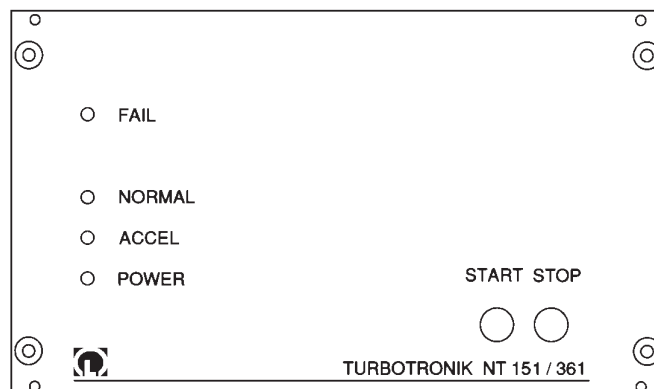 FAIL
NORMAL
ACCEL
POWER
START STOP
L
TURBOTRONIK NT 151 / 361